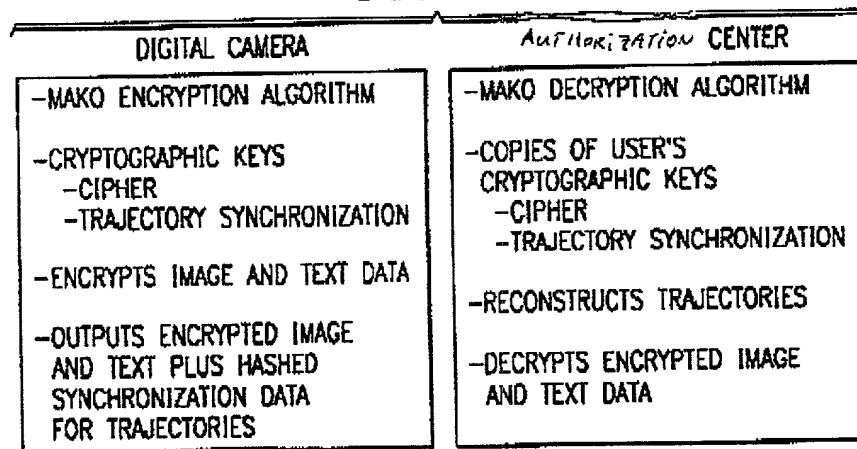 DIGITAL CAMERA
-MAKO ENCRYPTION ALGORITHM
-CRYPTOGRAPHIC KEYS
-CIPHER
-TRAJECTORY SYNCHRONIZATION
-ENCRYPTS IMAGE AND TEXT DATA
-OUTPUTS ENCRYPTED IMAGE
AND TEXT PLUS HASHED
SYNCHRONIZATION DATA
FOR TRAJECTORIES
AUTHORIZATION CENTER
-MAKO DECRYPTION ALGORITHM
-COPIES OF USER'S
CRYPTOGRAPHIC KEYS
-CIPHER
-TRAJECTORY SYNCHRONIZATION
-RECONSTRUCTS TRAJECTORIES
-DECRYPTS ENCRYPTED IMAGE
AND TEXT DATA